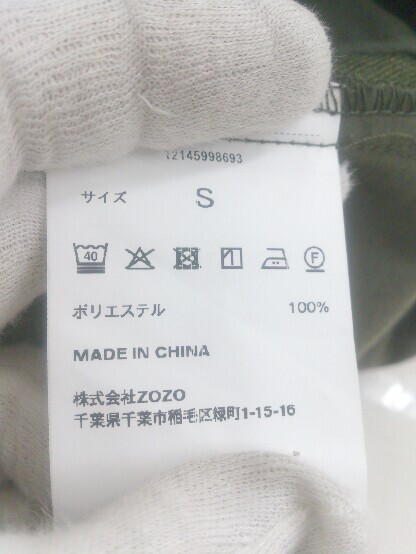 12145998693
サイズ S
40 F
ポリエステル 100%
MADE IN CHINA
株式会社ZOZO
千葉県千葉市稲毛区緑町1-15-16